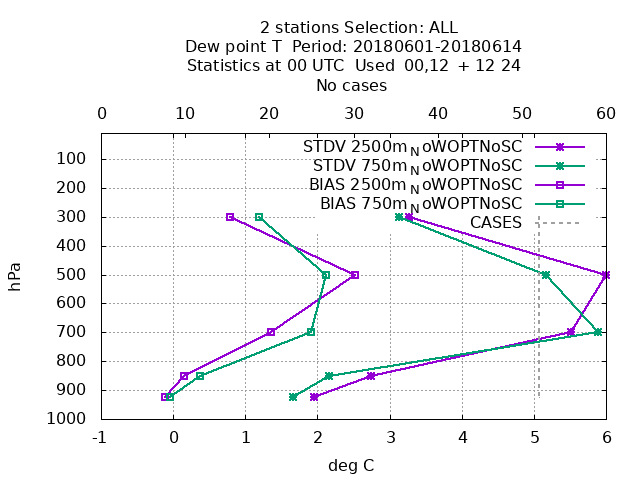 2 stations Selection: ALL
Dew point T  Period: 20180601-20180614
Statistics at 00 UTC  Used  00,12  + 12 24
No cases
0 10 20 30 40 50 60
STDV 2500m_NoWOPTNoSC
STDV 750m_NoWOPTNoSC
BIAS 2500m_NoWOPTNoSC
BIAS 750m_NoWOPTNoSC
CASES
100
200
300
400
500
600
700
800
900
1000
hPa
-1 0 1 2 3 4 5 6
deg C